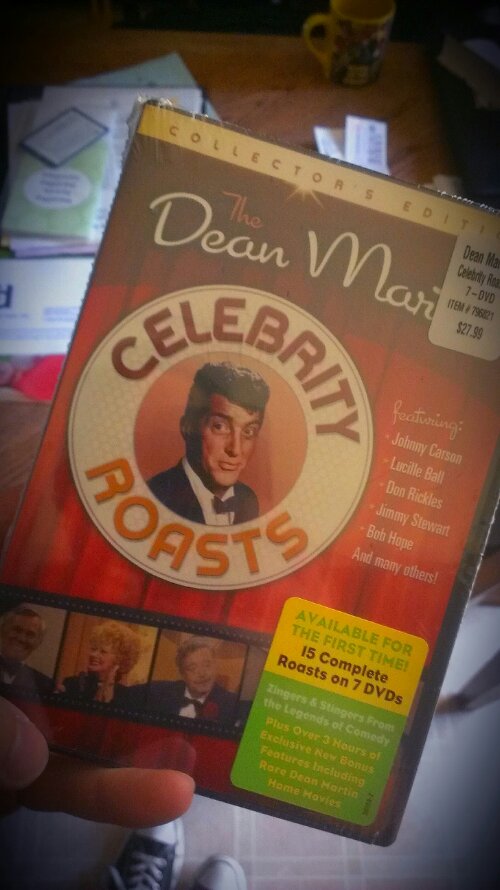 COLLECTOR'S EDITI
The
Dean Mar
Dean Ma
Celebrity Roa
7-DVD
ITEM # 796821
$27.99
CELEBRITY
ROASTS
featuring:
Johnny Carson
Lucille Ball
Don Rickles
Jimmy Stewart
Bob Hope
And many others!
AVAILABLE FOR
THE FIRST TIME!
15 Complete
Roasts on 7 DVDs
Zingers & Stingers From
the Legends of Comedy
Plus Over 3 Hours of
Exclusive New Bonus
Features Including
Rare Dean Martin
Home Movies